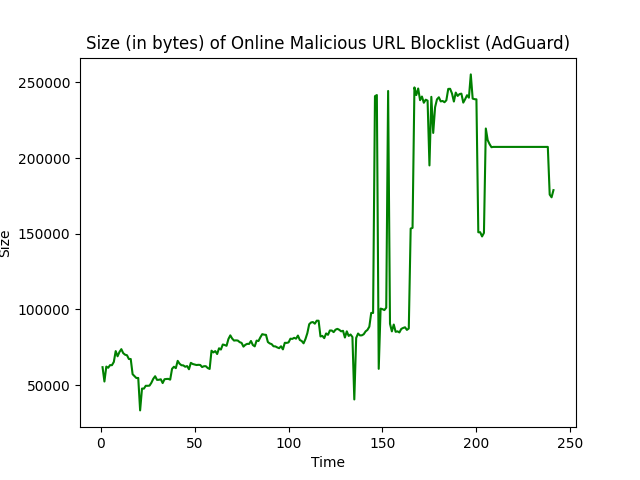 Size (in bytes) of Online Malicious URL Blocklist (AdGuard)
250000
200000
150000
100000
50000
Size
0 50 100 150 200 250
Time